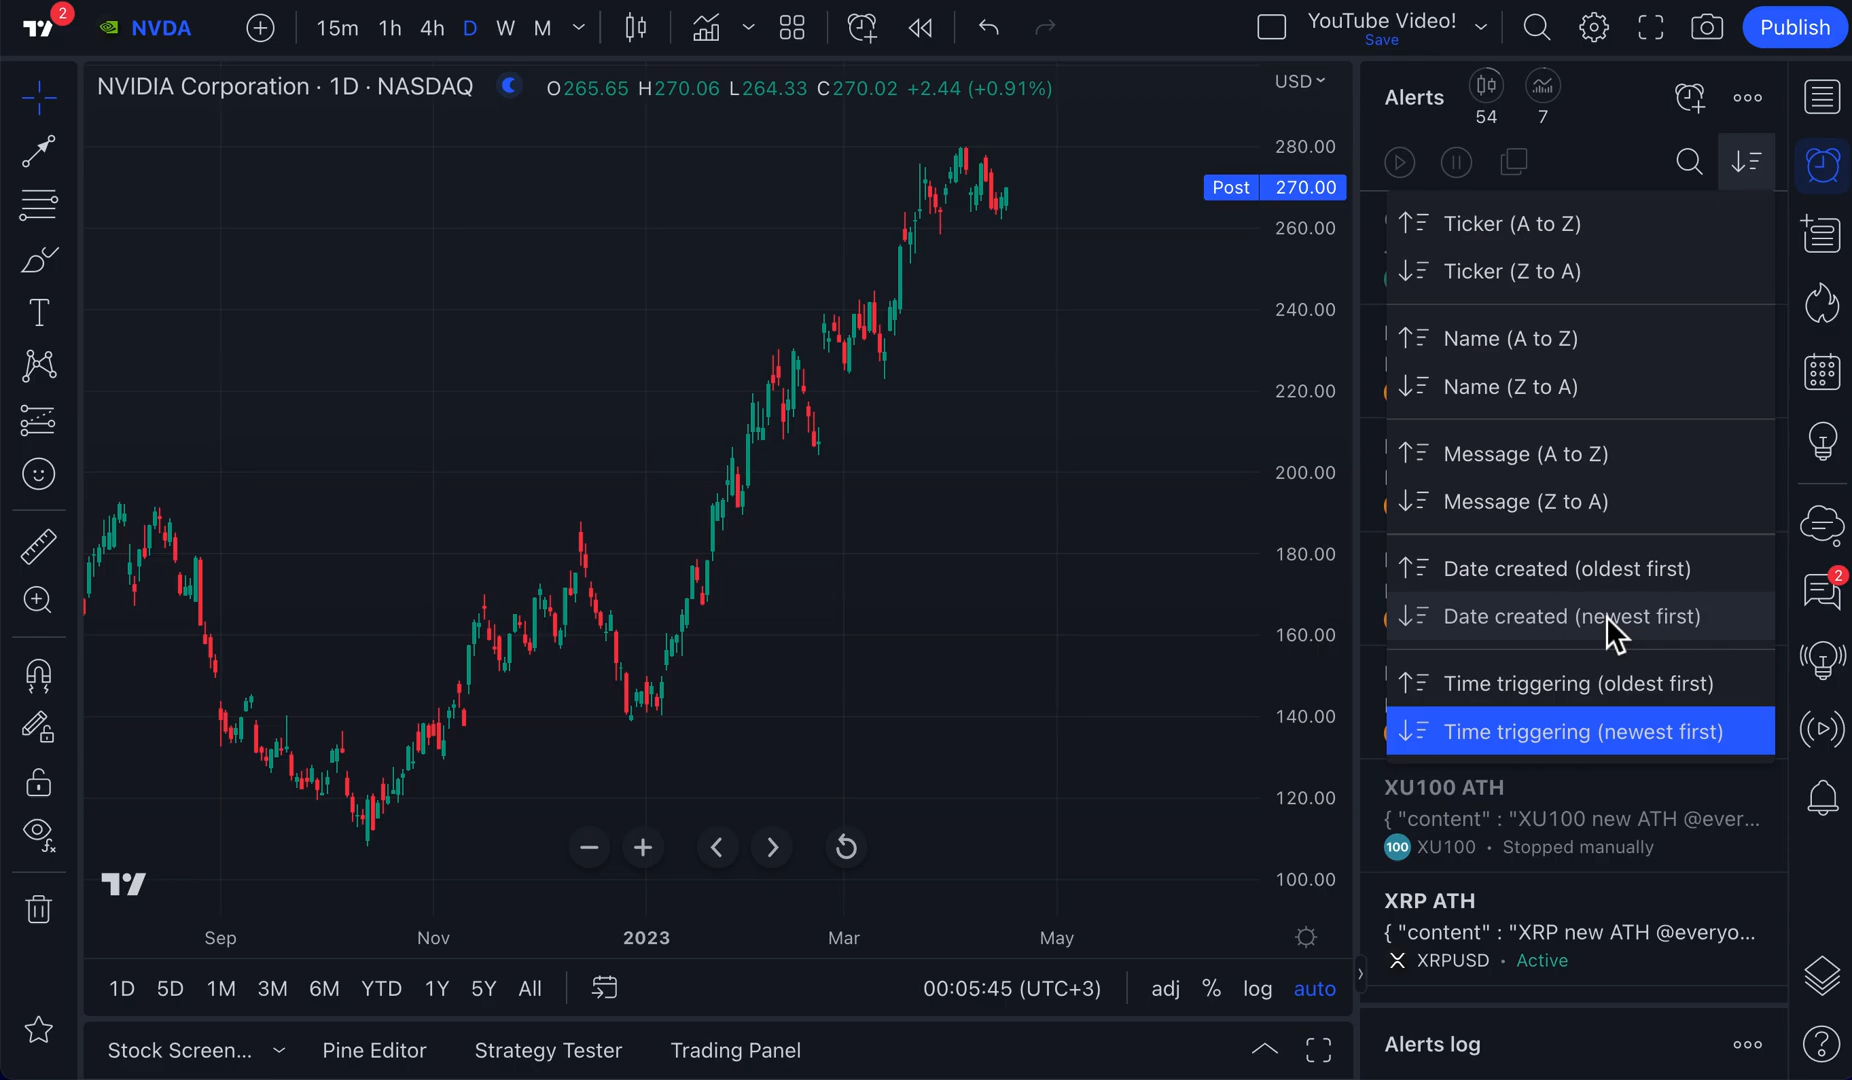 2 NVDA 15m 1h 4h D W M YouTube Video! Save Publish
NVIDIA Corporation · 1D · NASDAQ O265.65 H270.06 L264.33 C270.02 +2.44 (+0.91%) USD
280.00
Post 270.00
260.00
240.00
220.00
200.00
180.00
160.00
140.00
120.00
100.00
Sep Nov 2023 Mar May
1D 5D 1M 3M 6M YTD 1Y 5Y All 00:05:45 (UTC+3) adj % log auto
Stock Screen... Pine Editor Strategy Tester Trading Panel
Alerts 54 7
Ticker (A to Z)
Ticker (Z to A)
Name (A to Z)
Name (Z to A)
Message (A to Z)
Message (Z to A)
Date created (oldest first)
Date created (newest first)
Time triggering (oldest first)
Time triggering (newest first)
XU100 ATH
{ "content" : "XU100 new ATH @ever...
100 XU100 • Stopped manually
XRP ATH
{ "content" : "XRP new ATH @everyo...
XRPUSD • Active
Alerts log
2